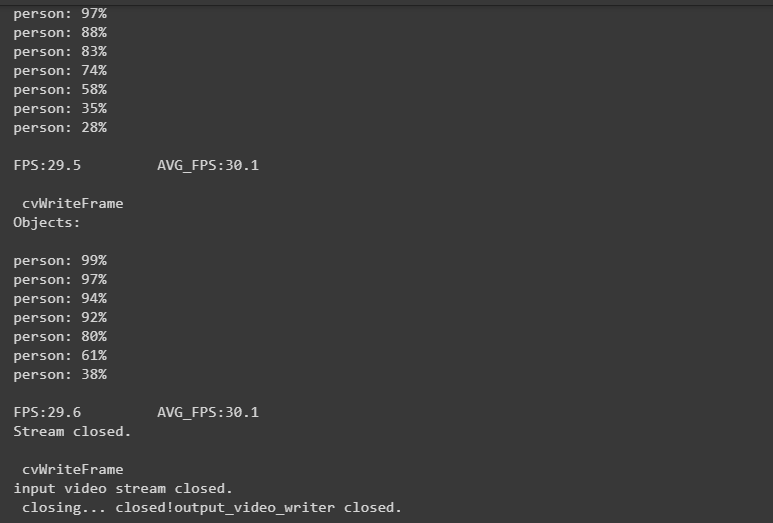 person: 97%
person: 88%
person: 83%
person: 74%
person: 58%
person: 35%
person: 28%
FPS:29.5 AVG_FPS:30.1
cvWriteFrame
Objects:
person: 99%
person: 97%
person: 94%
person: 92%
person: 80%
person: 61%
person: 38%
FPS:29.6 AVG_FPS:30.1
Stream closed.
cvWriteFrame
input video stream closed.
closing... closed!output_video_writer closed.